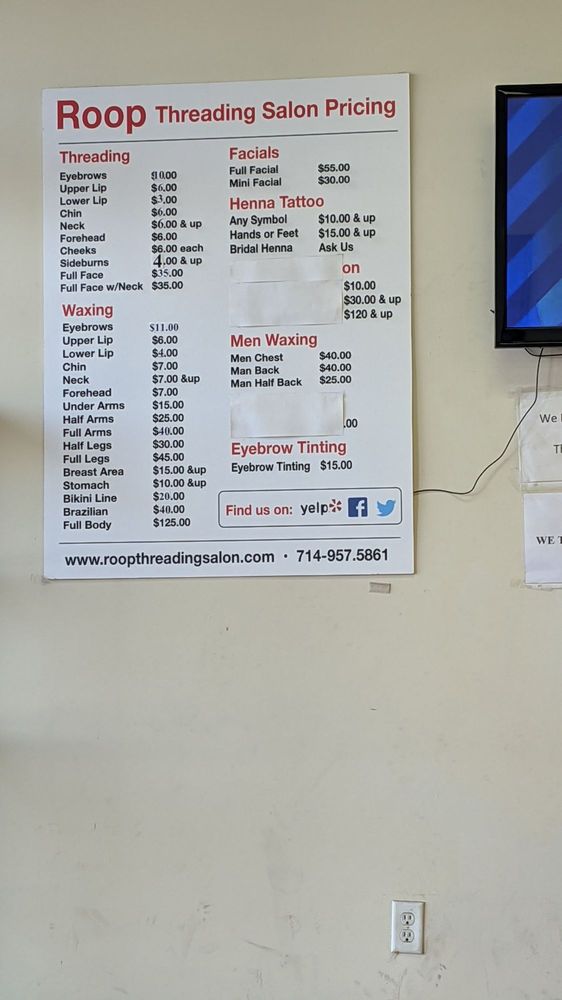 Roop Threading Salon Pricing
Threading
Eyebrows $10.00
Upper Lip $6.00
Lower Lip $3.00
Chin $6.00
Neck $6.00 & up
Forehead $6.00
Cheeks $6.00 each
Sideburns 4.00 & up
Full Face $35.00
Full Face w/Neck $35.00
Waxing
Eyebrows $11.00
Upper Lip $6.00
Lower Lip $4.00
Chin $7.00
Neck $7.00 &up
Forehead $7.00
Under Arms $15.00
Half Arms $25.00
Full Arms $40.00
Half Legs $30.00
Full Legs $45.00
Breast Area $15.00 &up
Stomach $10.00 &up
Bikini Line $20.00
Brazilian $40.00
Full Body $125.00
Facials
Full Facial $55.00
Mini Facial $30.00
Henna Tattoo
Any Symbol $10.00 & up
Hands or Feet $15.00 & up
Bridal Henna Ask Us
on
$10.00
$30.00 & up
$120 & up
Men Waxing
Men Chest $40.00
Man Back $40.00
Man Half Back $25.00
.00
Eyebrow Tinting
Eyebrow Tinting $15.00
Find us on: yelp f
www.roopthreadingsalon.com · 714-957.5861
We
WE